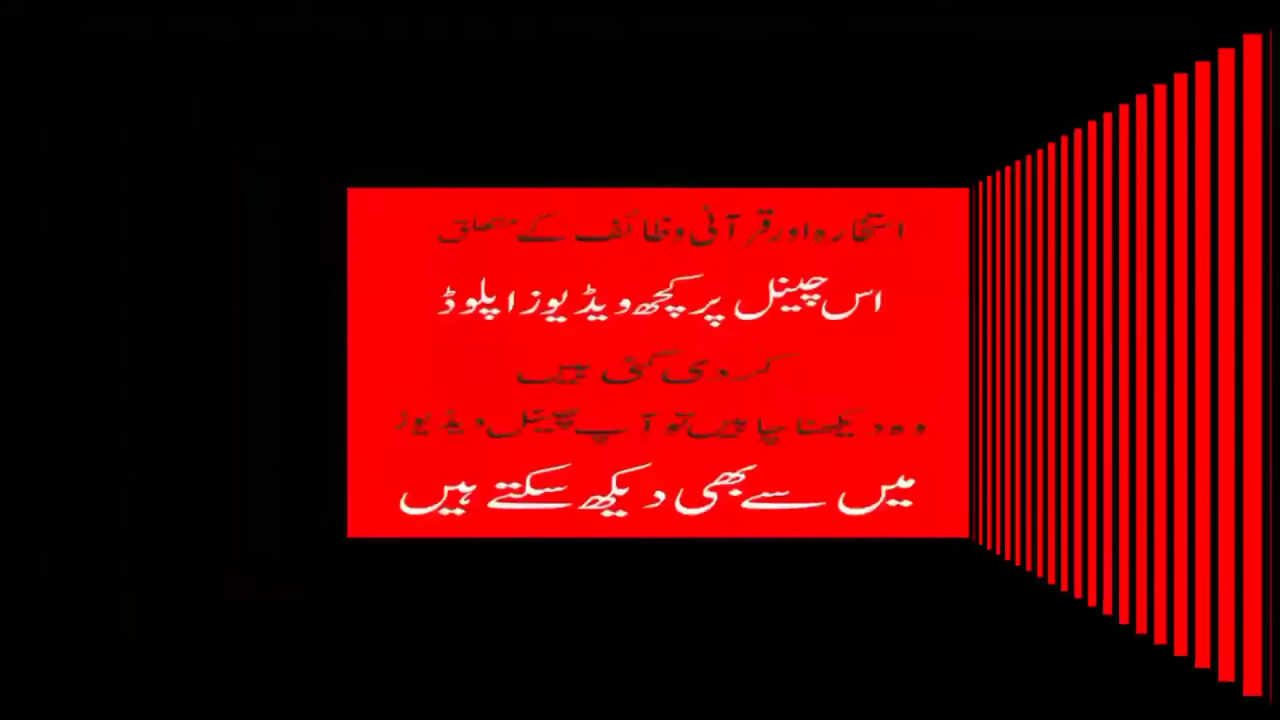 استخارہ اور قرآنی وظائف کے متعلق
اس چینل پر کچھ ویڈیوز اپلوڈ
کر دی گئی ہیں
وہ دیکھنا چاہیں تو آپ چینل ویڈیوز
میں سے بھی دیکھ سکتے ہیں